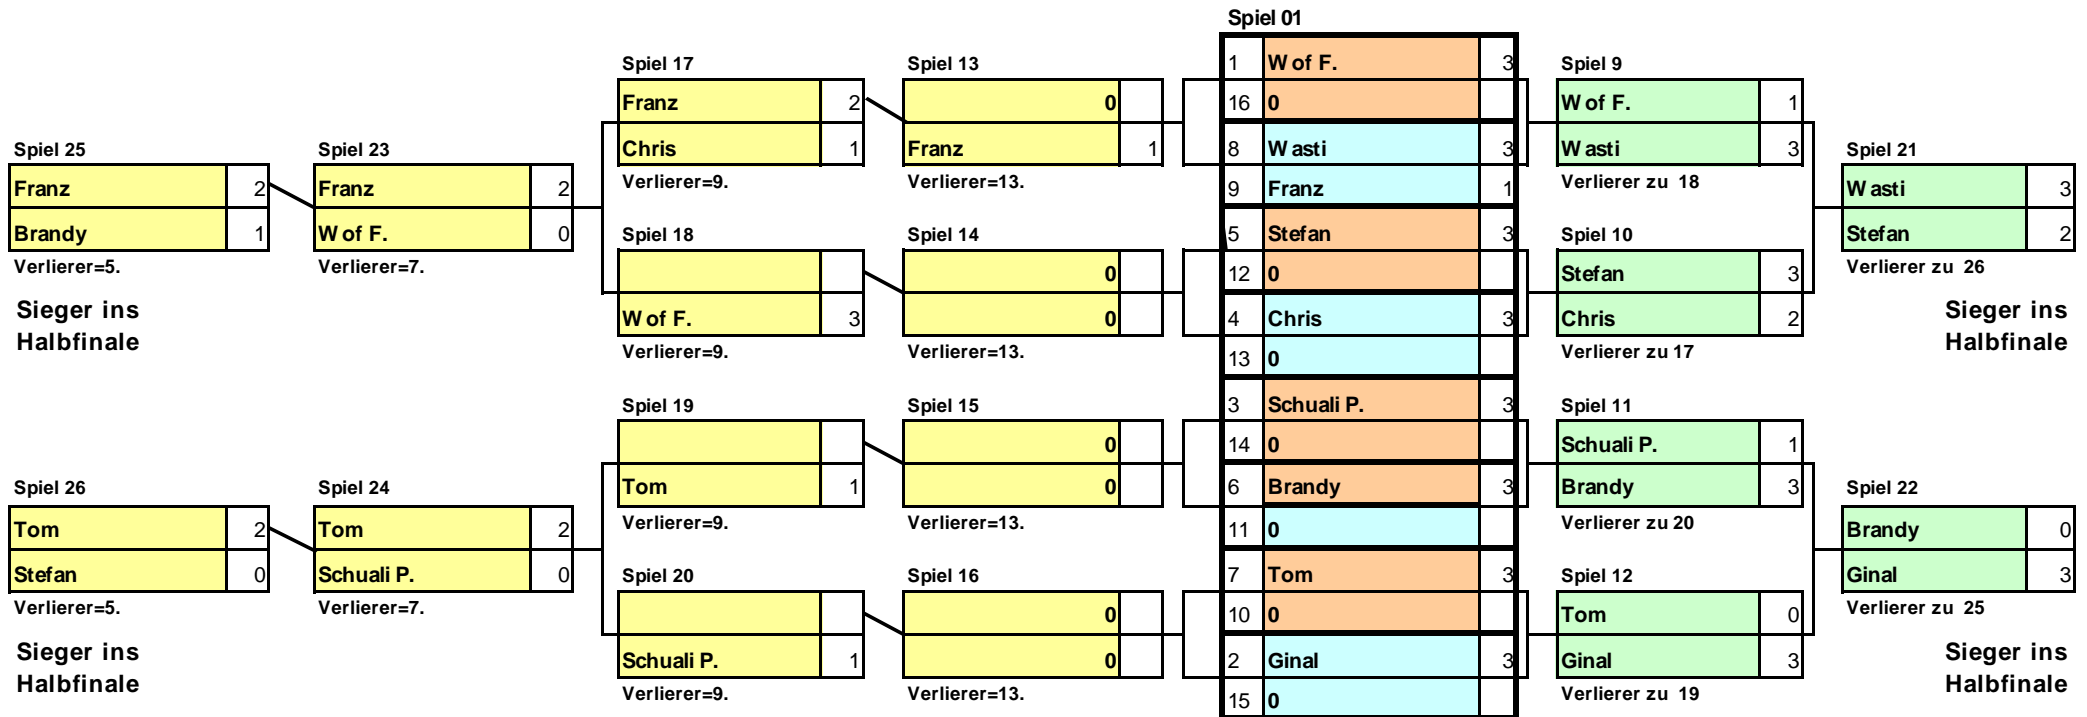 Spiel 01
1 W of F. 3
16 0
8 Wasti 3
9 Franz 1
5 Stefan 3
12 0
4 Chris 3
13 0
3 Schuali P. 3
14 0
6 Brandy 3
11 0
7 Tom 3
10 0
2 Ginal 3
15 0
Spiel 9
W of F. 1
Wasti 3
Verlierer zu 18
Spiel 10
Stefan 3
Chris 2
Verlierer zu 17
Spiel 11
Schuali P. 1
Brandy 3
Verlierer zu 20
Spiel 12
Tom 0
Ginal 3
Verlierer zu 19
Spiel 21
Wasti 3
Stefan 2
Verlierer zu 26
Sieger ins
Halbfinale
Spiel 22
Brandy 0
Ginal 3
Verlierer zu 25
Sieger ins
Halbfinale
Spiel 13
0
Franz 1
Verlierer=13.
Spiel 14
0
0
Verlierer=13.
Spiel 15
0
0
Verlierer=13.
Spiel 16
0
0
Verlierer=13.
Spiel 17
Franz 2
Chris 1
Verlierer=9.
Spiel 18
W of F. 3
Verlierer=9.
Spiel 19
Tom 1
Verlierer=9.
Spiel 20
Schuali P. 1
Verlierer=9.
Spiel 23
Franz 2
W of F. 0
Verlierer=7.
Spiel 24
Tom 2
Schuali P. 0
Verlierer=7.
Spiel 25
Franz 2
Brandy 1
Verlierer=5.
Sieger ins
Halbfinale
Spiel 26
Tom 2
Stefan 0
Verlierer=5.
Sieger ins
Halbfinale